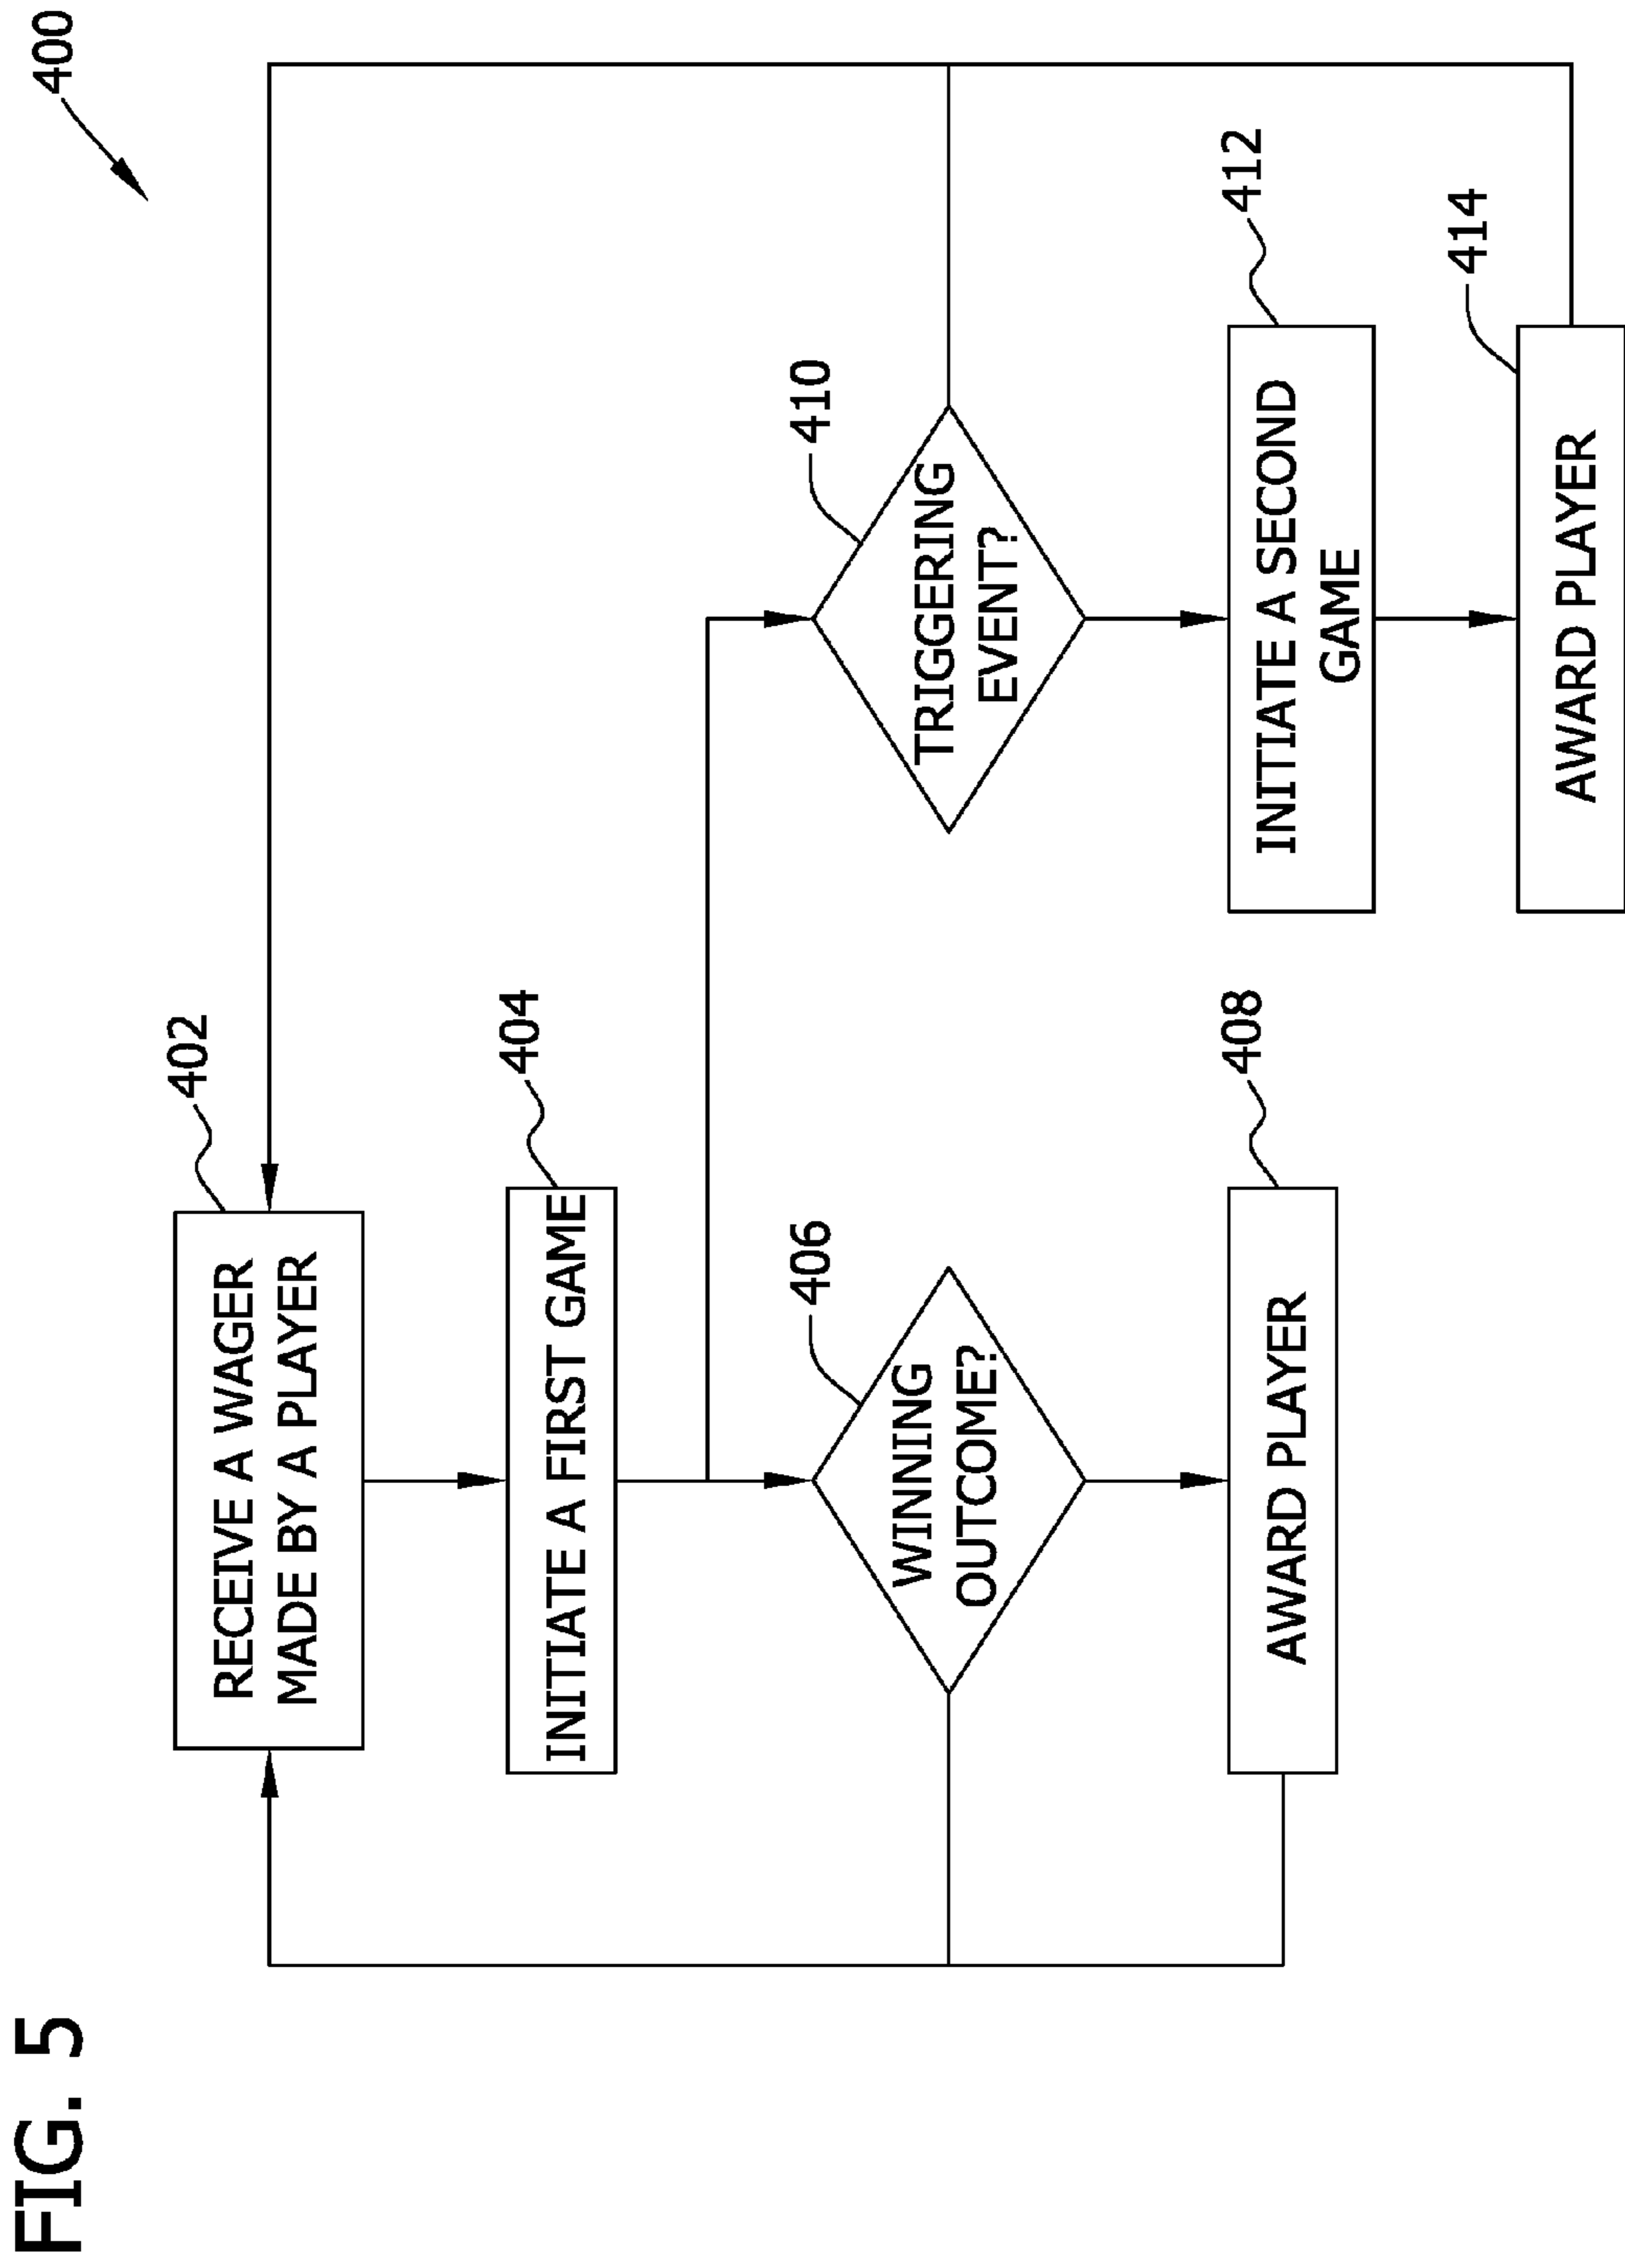 FIG. 5
400
402
RECEIVE A WAGER
MADE BY A PLAYER
404
INITIATE A FIRST GAME
406
WINNING
OUTCOME?
408
AWARD PLAYER
410
TRIGGERING
EVENT?
412
INITIATE A SECOND
GAME
414
AWARD PLAYER